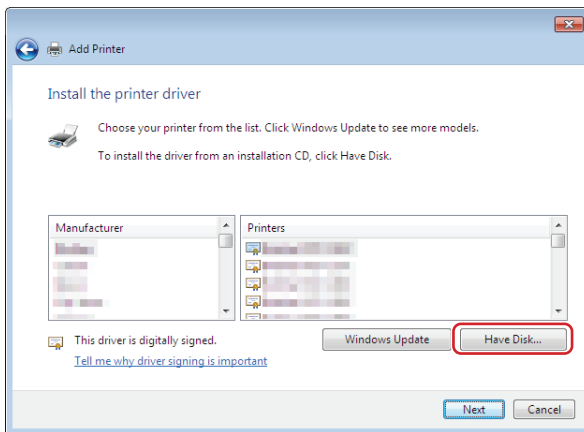 Add Printer
Install the printer driver
Choose your printer from the list. Click Windows Update to see more models.
To install the driver from an installation CD, click Have Disk.
Manufacturer
Printers
This driver is digitally signed.
Tell me why driver signing is important
Windows Update
Have Disk...
Next
Cancel